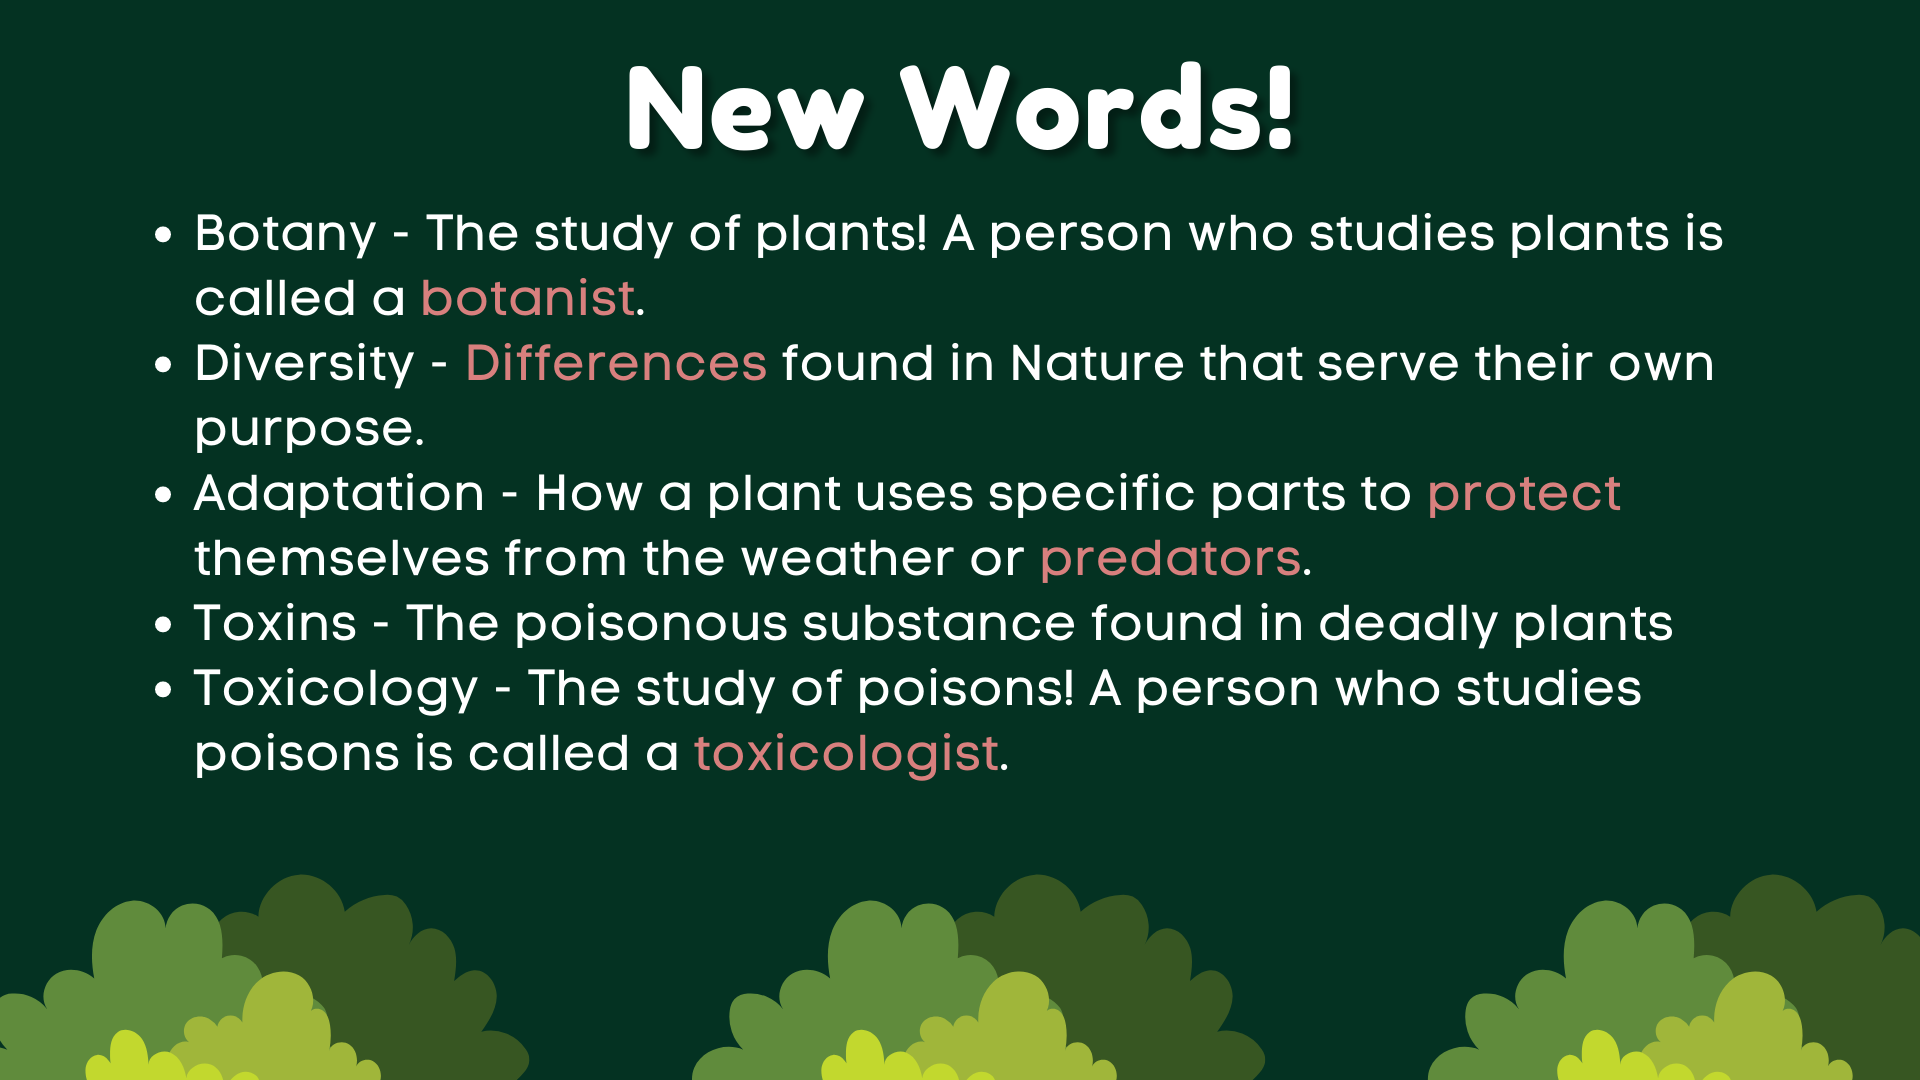 New Words!
• Botany - The study of plants! A person who studies plants is
called a botanist.
• Diversity - Differences found in Nature that serve their own
purpose.
• Adaptation - How a plant uses specific parts to protect
themselves from the weather or predators.
• Toxins - The poisonous substance found in deadly plants
• Toxicology - The study of poisons! A person who studies
poisons is called a toxicologist.